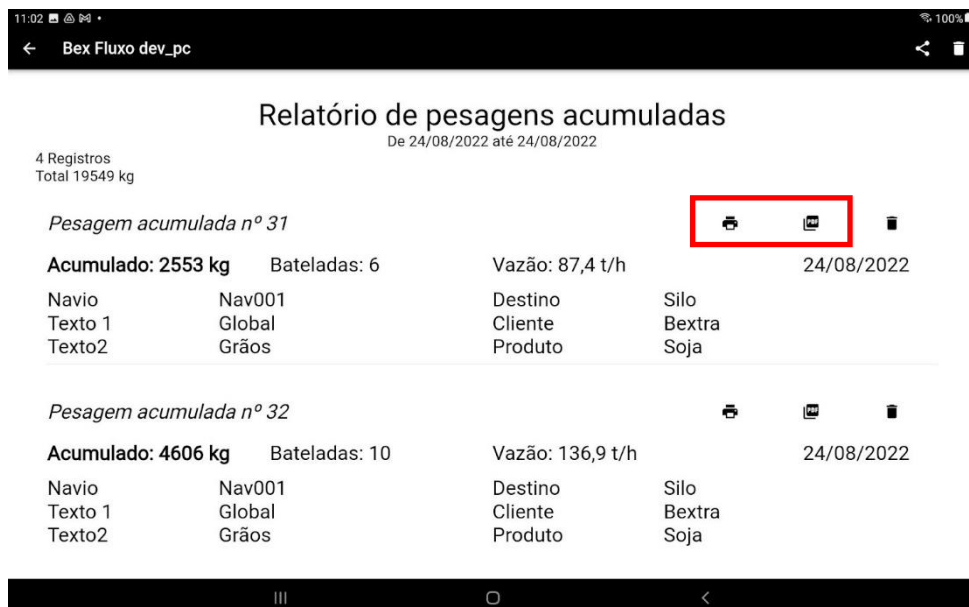 11:02 100%
Bex Fluxo dev_pc
Relatório de pesagens acumuladas
De 24/08/2022 até 24/08/2022
4 Registros
Total 19549 kg
Pesagem acumulada nº 31 PDF
Acumulado: 2553 kg Bateladas: 6 Vazão: 87,4 t/h 24/08/2022
Navio Nav001 Destino Silo
Texto 1 Global Cliente Bextra
Texto2 Grãos Produto Soja
Pesagem acumulada nº 32 PDF
Acumulado: 4606 kg Bateladas: 10 Vazão: 136,9 t/h 24/08/2022
Navio Nav001 Destino Silo
Texto 1 Global Cliente Bextra
Texto2 Grãos Produto Soja